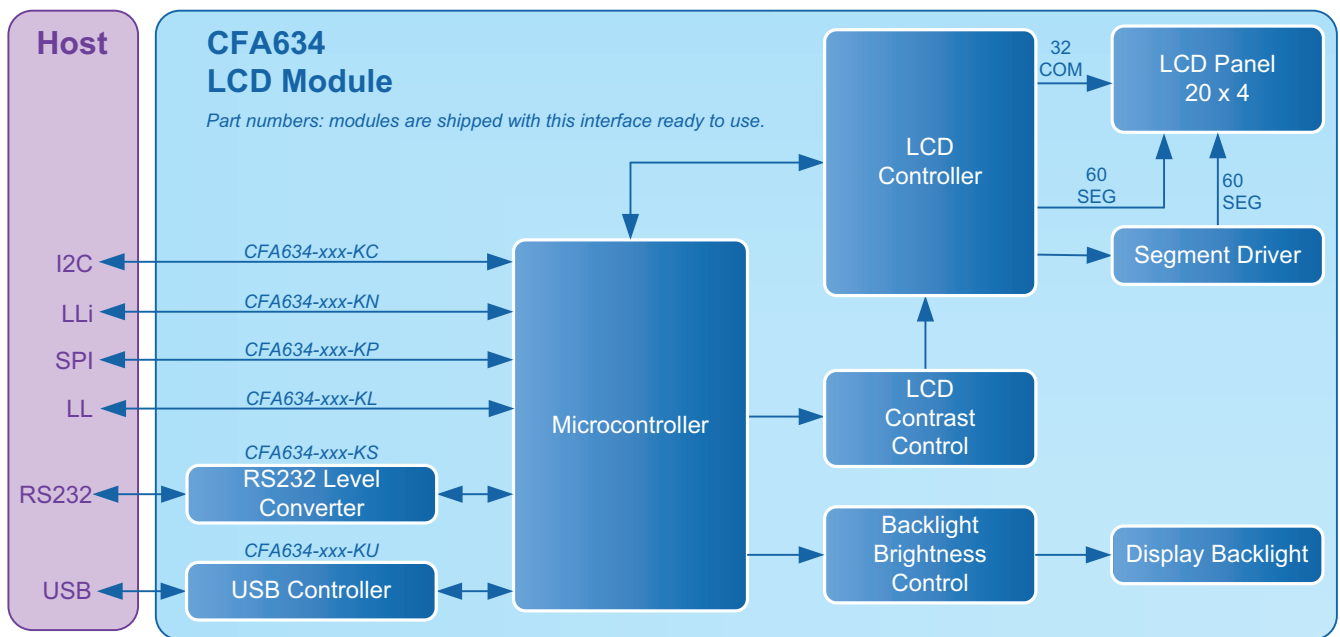 Host
CFA634
LCD Module
Part numbers: modules are shipped with this interface ready to use.
I2C
CFA634-xxx-KC
LLi
CFA634-xxx-KN
SPI
CFA634-xxx-KP
LL
CFA634-xxx-KL
RS232
CFA634-xxx-KS
RS232 Level
Converter
USB
CFA634-xxx-KU
USB Controller
Microcontroller
LCD
Controller
LCD
Contrast
Control
Backlight
Brightness
Control
32
COM
LCD Panel
20 x 4
60
SEG
60
SEG
Segment Driver
Display Backlight